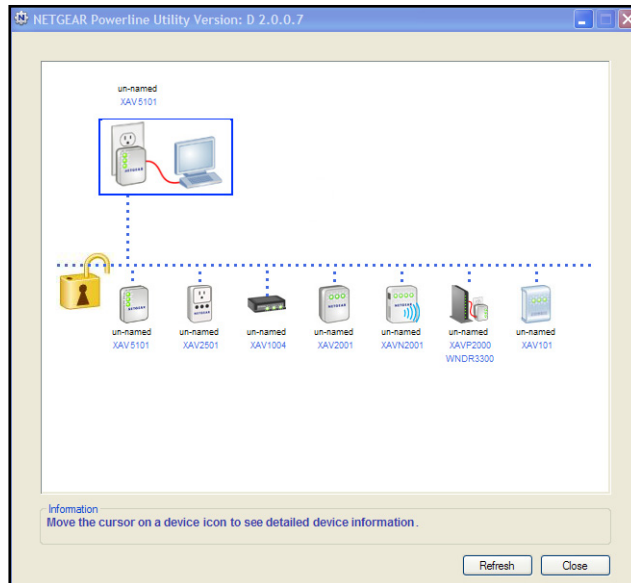 NETGEAR Powerline Utility Version: D 2.0.0.7
un-named
XAV5101
un-named un-named un-named un-named un-named un-named un-named
XAV5101 XAV2501 XAV1004 XAV2001 XAVN2001 XAVP2000 XAV101
WNDR3300
Information
Move the cursor on a device icon to see detailed device information.
Refresh Close